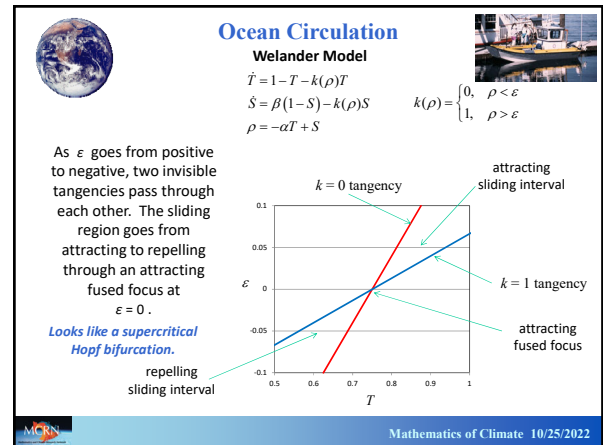 Ocean Circulation
Welander Model
Ṫ = 1 − T − k(ρ)T
Ṡ = β(1 − S) − k(ρ)S
ρ = −αT + S
k(ρ) = {0, ρ < ε
1, ρ > ε
As ε goes from positive
to negative, two invisible
tangencies pass through
each other. The sliding
region goes from
attracting to repelling
through an attracting
fused focus at
ε = 0 .
Looks like a supercritical
Hopf bifurcation.
k = 0 tangency
attracting
sliding interval
k = 1 tangency
attracting
fused focus
repelling
sliding interval
0.1
0.05
0
-0.05
-0.1
ε
0.5 0.6 0.7 0.8 0.9 1
T
MCRN
Mathematics of Climate 10/25/2022